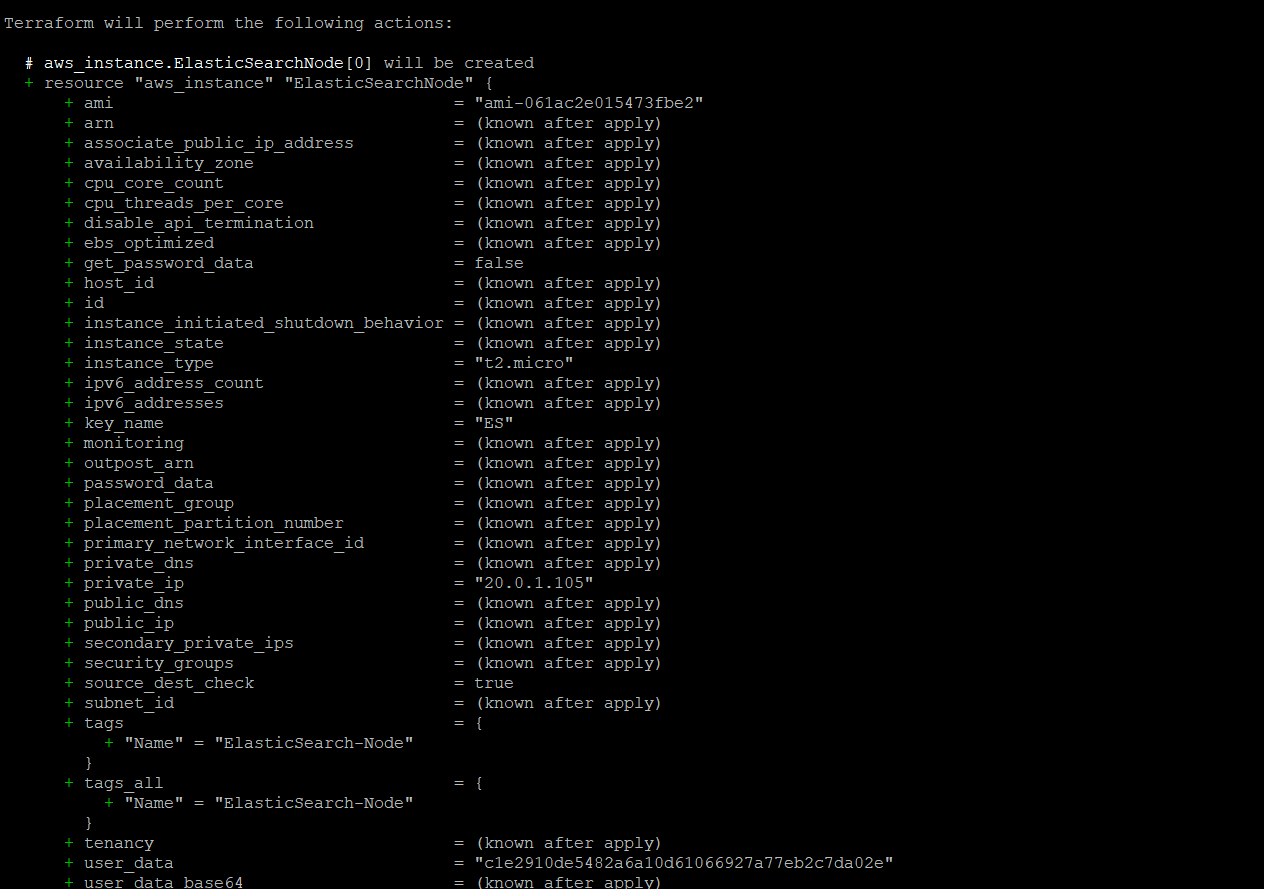 Terraform will perform the following actions:
# aws_instance.ElasticSearchNode[0] will be created
+ resource "aws_instance" "ElasticSearchNode" {
+ ami = "ami-061ac2e015473fbe2"
+ arn = (known after apply)
+ associate_public_ip_address = (known after apply)
+ availability_zone = (known after apply)
+ cpu_core_count = (known after apply)
+ cpu_threads_per_core = (known after apply)
+ disable_api_termination = (known after apply)
+ ebs_optimized = (known after apply)
+ get_password_data = false
+ host_id = (known after apply)
+ id = (known after apply)
+ instance_initiated_shutdown_behavior = (known after apply)
+ instance_state = (known after apply)
+ instance_type = "t2.micro"
+ ipv6_address_count = (known after apply)
+ ipv6_addresses = (known after apply)
+ key_name = "ES"
+ monitoring = (known after apply)
+ outpost_arn = (known after apply)
+ password_data = (known after apply)
+ placement_group = (known after apply)
+ placement_partition_number = (known after apply)
+ primary_network_interface_id = (known after apply)
+ private_dns = (known after apply)
+ private_ip = "20.0.1.105"
+ public_dns = (known after apply)
+ public_ip = (known after apply)
+ secondary_private_ips = (known after apply)
+ security_groups = (known after apply)
+ source_dest_check = true
+ subnet_id = (known after apply)
+ tags = {
+ "Name" = "ElasticSearch-Node"
}
+ tags_all = {
+ "Name" = "ElasticSearch-Node"
}
+ tenancy = (known after apply)
+ user_data = "c1e2910de5482a6a10d61066927a77eb2c7da02e"
+ user_data_base64 = (known after apply)